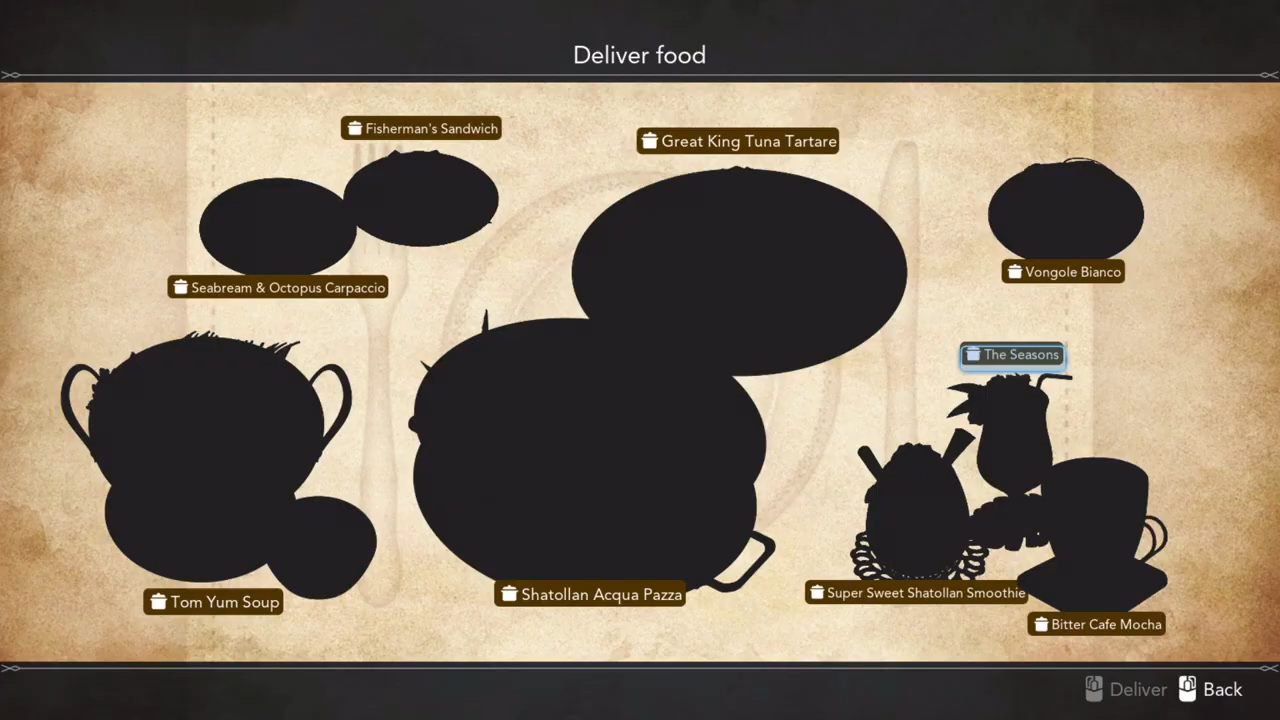 Deliver food
Fisherman's Sandwich
Great King Tuna Tartare
Vongole Bianco
Seabream & Octopus Carpaccio
The Seasons
Tom Yum Soup
Shatollan Acqua Pazza
Super Sweet Shatollan Smoothie
Bitter Cafe Mocha
Deliver
Back